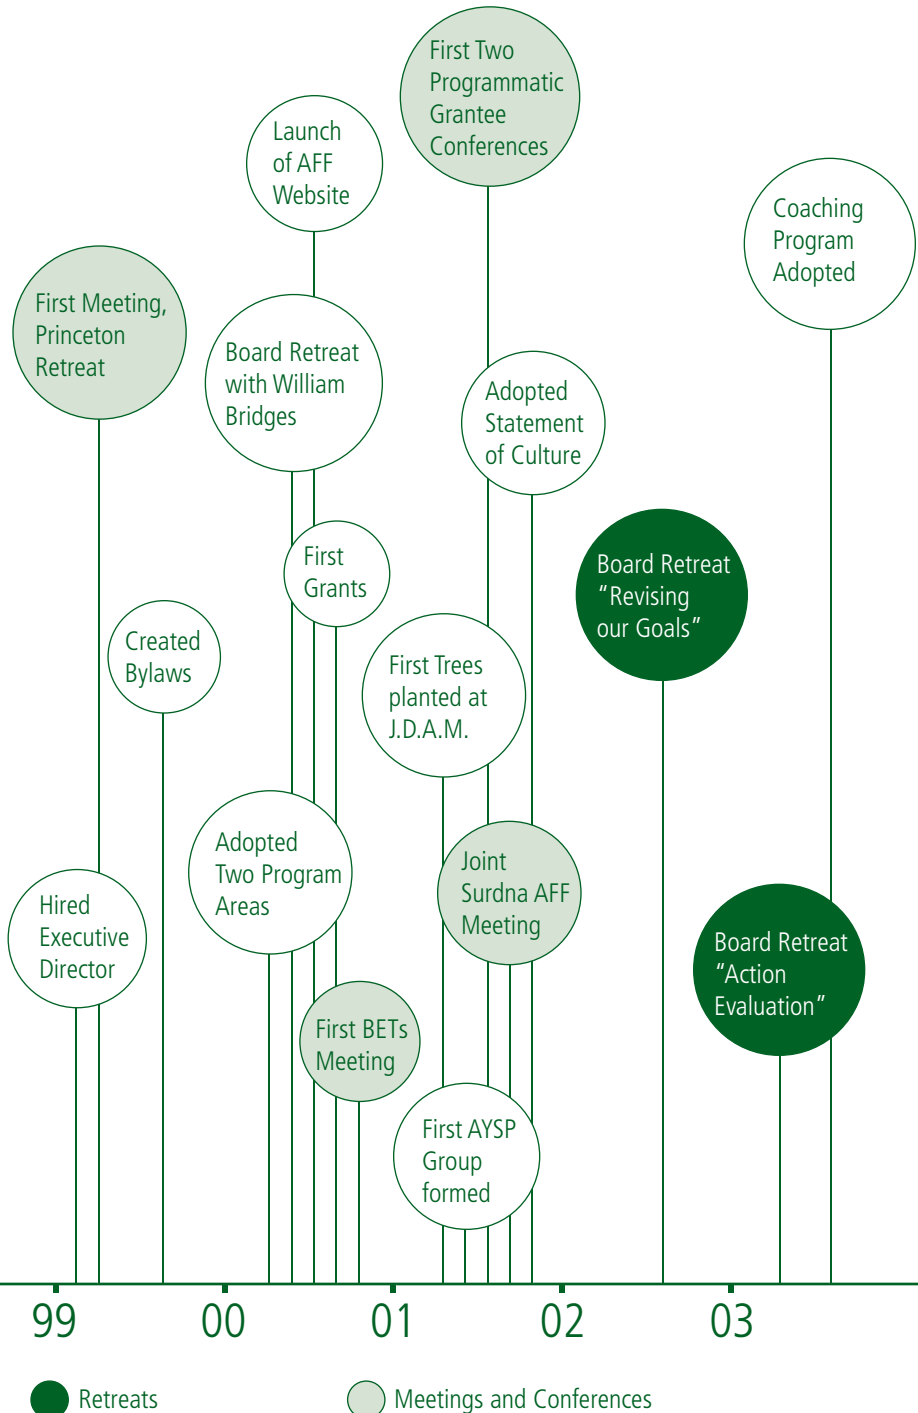 First Two
Programmatic
Grantee
Conferences
Launch
of AFF
Website
Coaching
Program
Adopted
First Meeting,
Princeton
Retreat
Board Retreat
with William
Bridges
Adopted
Statement
of Culture
First
Grants
Board Retreat
“Revising
our Goals”
Created
Bylaws
First Trees
planted at
J.D.A.M.
Adopted
Two Program
Areas
Joint
Surdna AFF
Meeting
Hired
Executive
Director
Board Retreat
“Action
Evaluation”
First BETs
Meeting
First AYSP
Group
formed
99 00 01 02 03
Retreats Meetings and Conferences